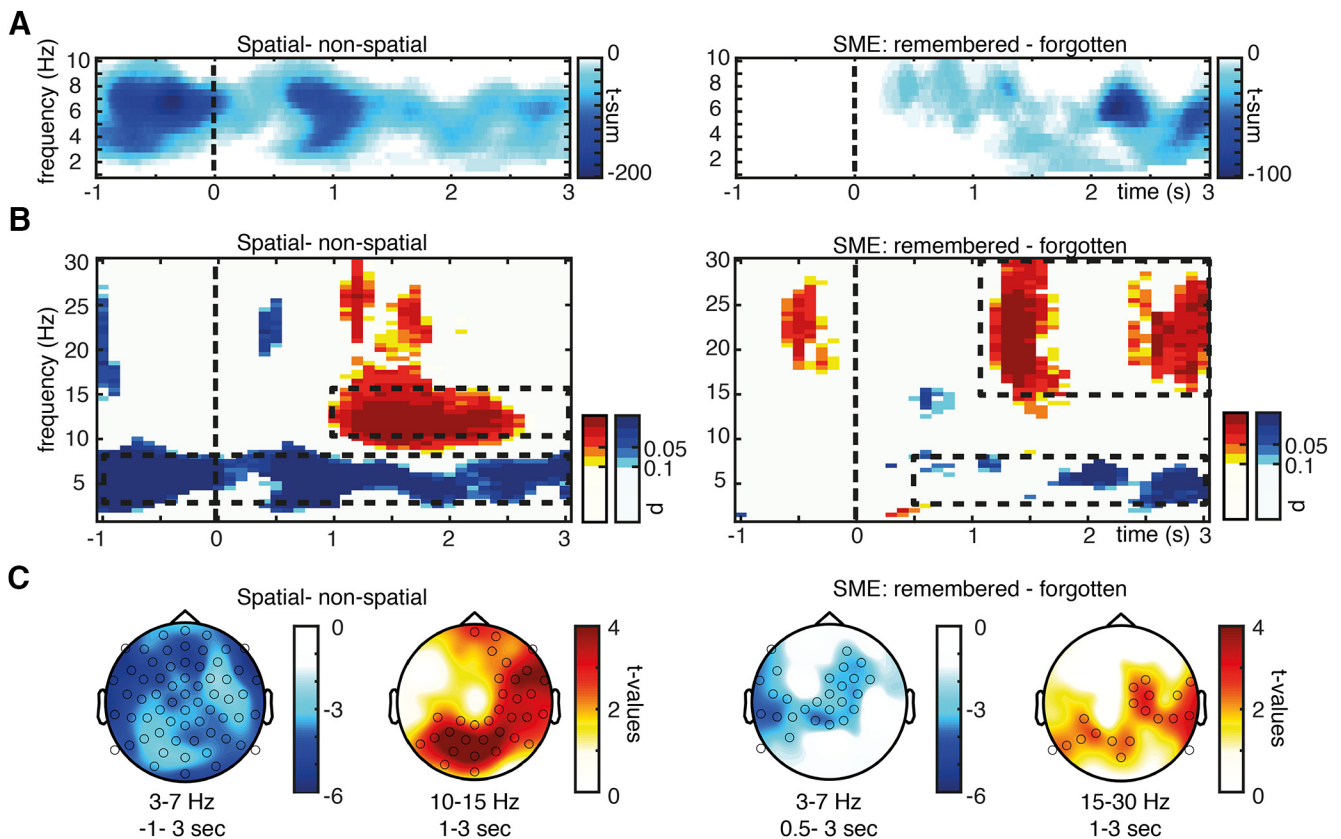 A
Spatial- non-spatial
SME: remembered - forgotten
frequency (Hz)
10
8
6
4
2
-1
0
1
2
3
0
t-sum
-200
10
8
6
4
2
-1
0
1
2
time (s)
3
0
t-sum
-100
B
Spatial- non-spatial
SME: remembered - forgotten
frequency (Hz)
30
25
20
15
10
5
-1
0
1
2
3
0.05
0.1
p
30
25
20
15
10
5
-1
0
1
2
time (s)
3
0.05
0.1
p
C
Spatial- non-spatial
SME: remembered - forgotten
0
-3
-6
4
2
0
t-values
0
-3
-6
4
2
0
t-values
3-7 Hz
-1- 3 sec
10-15 Hz
1-3 sec
3-7 Hz
0.5- 3 sec
15-30 Hz
1-3 sec